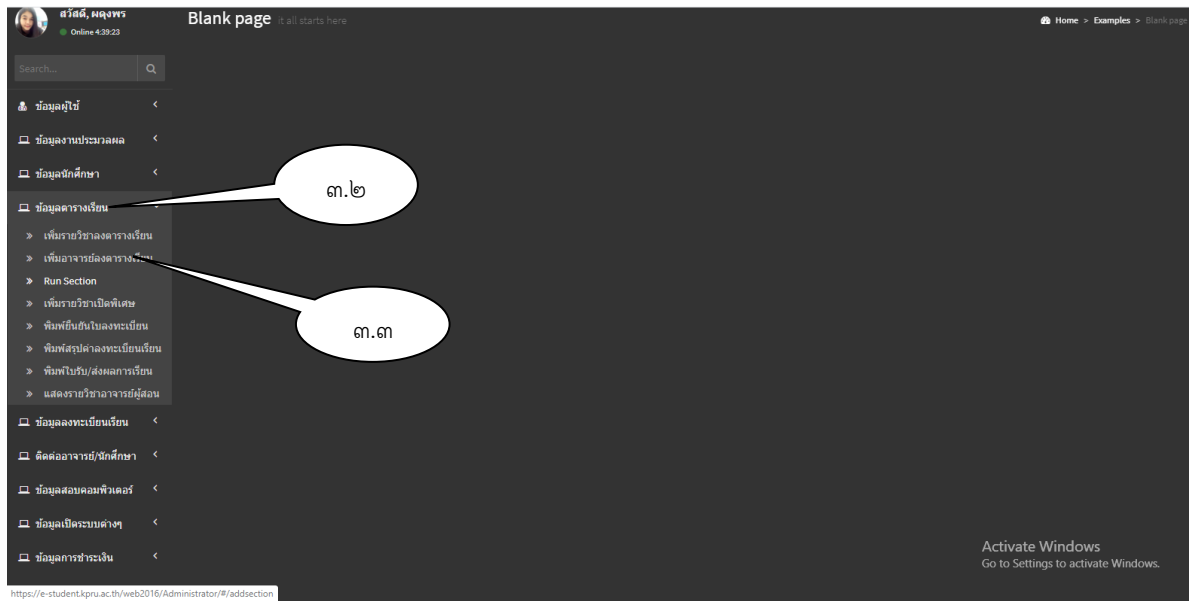 สวัสดี, ผดุงพร
Online 4:39:23
Blank page it all starts here
Home > Examples > Blank page
Search...
ข้อมูลผู้ใช้
ข้อมูลงานประมวลผล
ข้อมูลนักศึกษา
ข้อมูลตารางเรียน
เพิ่มรายวิชาลงตารางเรียน
เพิ่มอาจารย์ลงตารางเรียน
Run Section
เพิ่มรายวิชาเปิดพิเศษ
พิมพ์ยืนยันใบลงทะเบียน
พิมพ์สรุปค่าลงทะเบียนเรียน
พิมพ์ใบรับ/ส่งผลการเรียน
แสดงรายวิชาอาจารย์ผู้สอน
ข้อมูลลงทะเบียนเรียน
ติดต่ออาจารย์/นักศึกษา
ข้อมูลสอบคอมพิวเตอร์
ข้อมูลเปิดระบบต่างๆ
ข้อมูลการชำระเงิน
๓.๒
๓.๓
Activate Windows
Go to Settings to activate Windows.
https://e-student.kpru.ac.th/web2016/Administrator/#/addsection